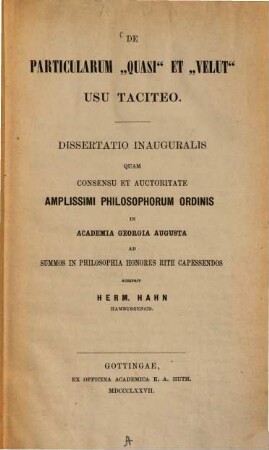 DE
PARTICULARUM „QUASI“ ET „VELUT“
USU TACITEO.
DISSERTATIO INAUGURALIS
QUAM
CONSENSU ET AUCTORITATE
AMPLISSIMI PHILOSOPHORUM ORDINIS
IN
ACADEMIA GEORGIA AUGUSTA
AD
SUMMOS IN PHILOSOPHIA HONORES RITE CAPESSENDOS
SCRIPSIT
HERM. HAHN
HAMBURGENSIS.
GOTTINGAE,
EX OFFICINA ACADEMICA E. A. HUTH.
MDCCCLXXVII.
A